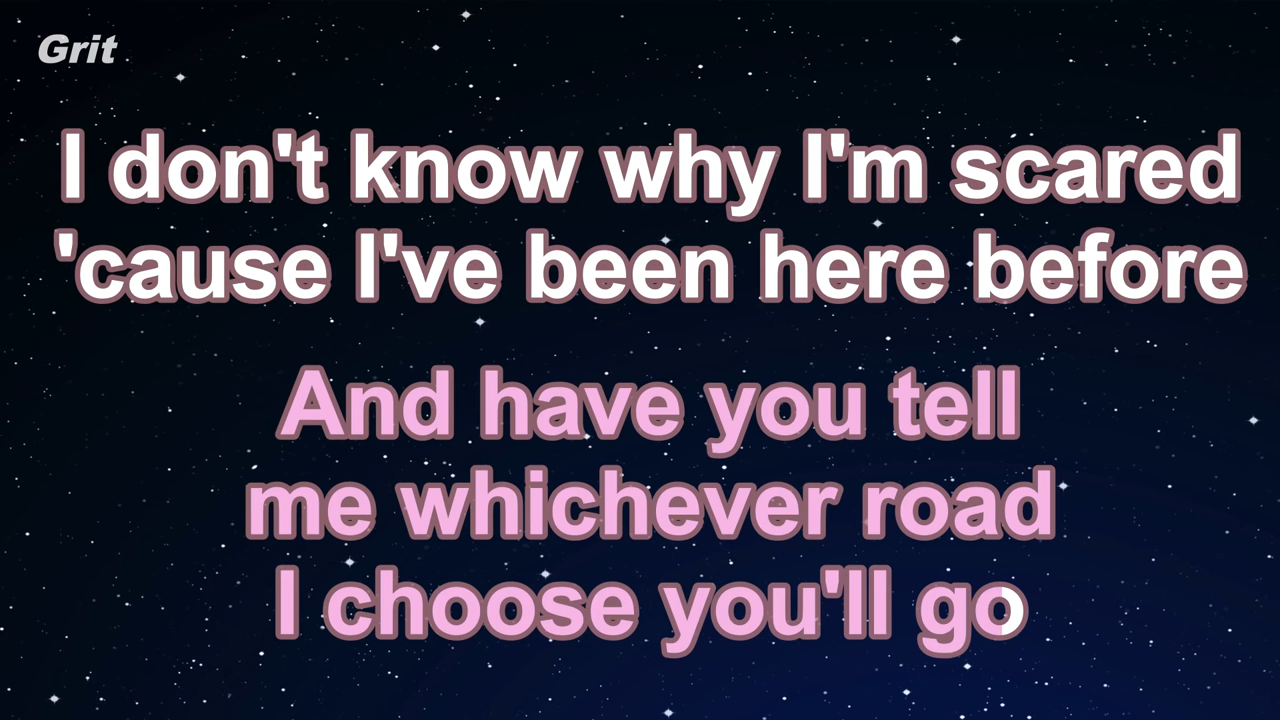 Grit
I don't know why I'm scared
'cause I've been here before
And have you tell
me whichever road
I choose you'll go